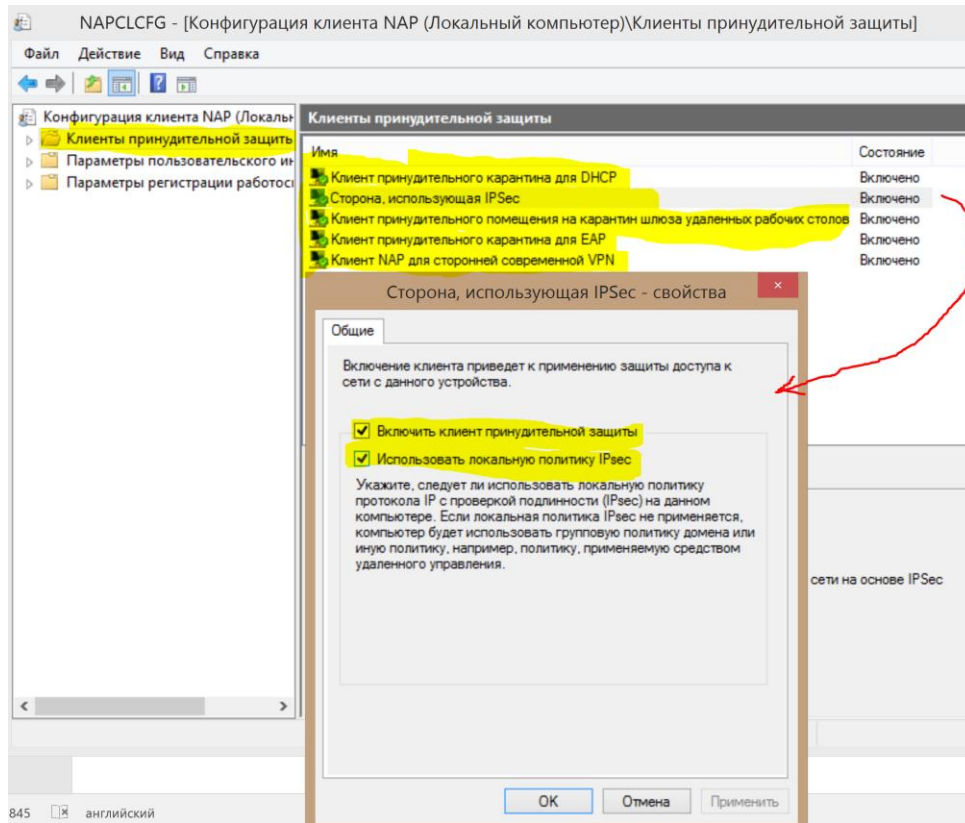 NAPCLCFG - [Конфигурация клиента NAP (Локальный компьютер)\Клиенты принудительной защиты]
Файл Действие Вид Справка
Конфигурация клиента NAP (Локальн
Клиенты принудительной защить
Параметры пользовательского ин
Параметры регистрации работосі
Клиенты принудительной защиты
Имя Состояние
Клиент принудительного карантина для DHCP Включено
Сторона, использующая IPSec Включено
Клиент принудительного помещения на карантин шлюза удаленных рабочих столов Включено
Клиент принудительного карантина для EAP Включено
Клиент NAP для сторонней современной VPN Включено
Сторона, использующая IPSec - свойства
Общие
Включение клиента приведет к применению защиты доступа к
сети с данного устройства.
Включить клиент принудительной защиты
Использовать локальную политику IPsec
Укажите, следует ли использовать локальную политику
протокола IP с проверкой подлинности (IPsec) на данном
компьютере. Если локальная политика IPsec не применяется,
компьютер будет использовать групповую политику домена или
иную политику, например, политику, применяемую средством
удаленного управления.
сети на основе IPSec
OK Отмена Применить
845 английский